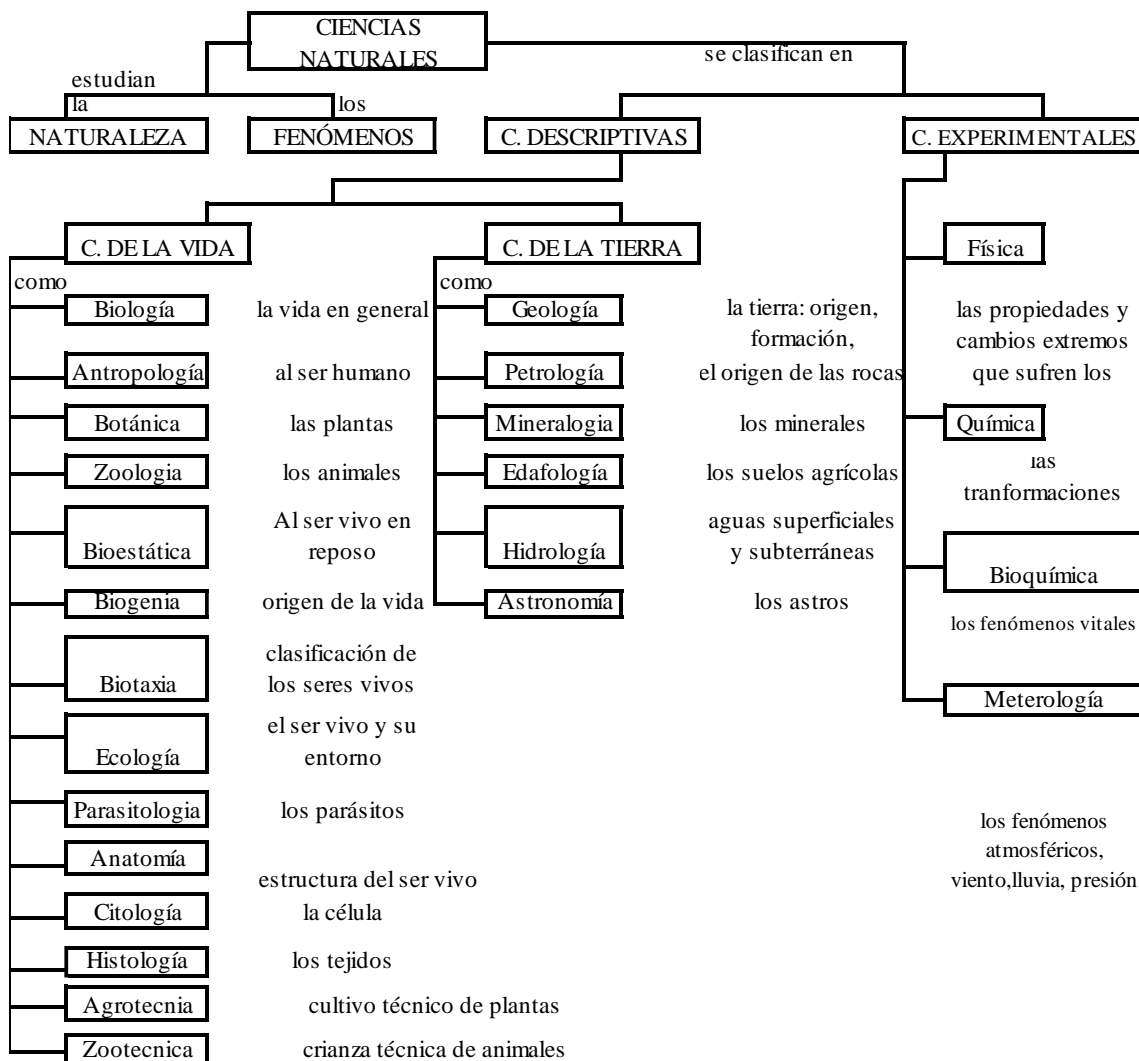 CIENCIAS
NATURALES
se clasifican en
estudian
la
los
NATURALEZA
FENÓMENOS
C. DESCRIPTIVAS
C. EXPERIMENTALES
C. DE LA VIDA
como
Biología
la vida en general
Antropología
al ser humano
Botánica
las plantas
Zoologia
los animales
Bioestática
Al ser vivo en
reposo
Biogenia
origen de la vida
Biotaxia
clasificación de
los seres vivos
Ecología
el ser vivo y su
entorno
Parasitologia
los parásitos
Anatomía
estructura del ser vivo
Citología
la célula
Histología
los tejidos
Agrotecnia
cultivo técnico de plantas
Zootecnica
crianza técnica de animales
C. DE LA TIERRA
como
Geología
la tierra: origen,
formación,
Petrología
el origen de las rocas
Mineralogia
los minerales
Edafología
los suelos agrícolas
Hidrología
aguas superficiales
y subterráneas
Astronomía
los astros
Física
las propiedades y
cambios extremos
que sufren los
Química
las
tranformaciones
Bioquímica
los fenómenos vitales
Meterología
los fenómenos
atmosféricos,
viento,lluvia, presión